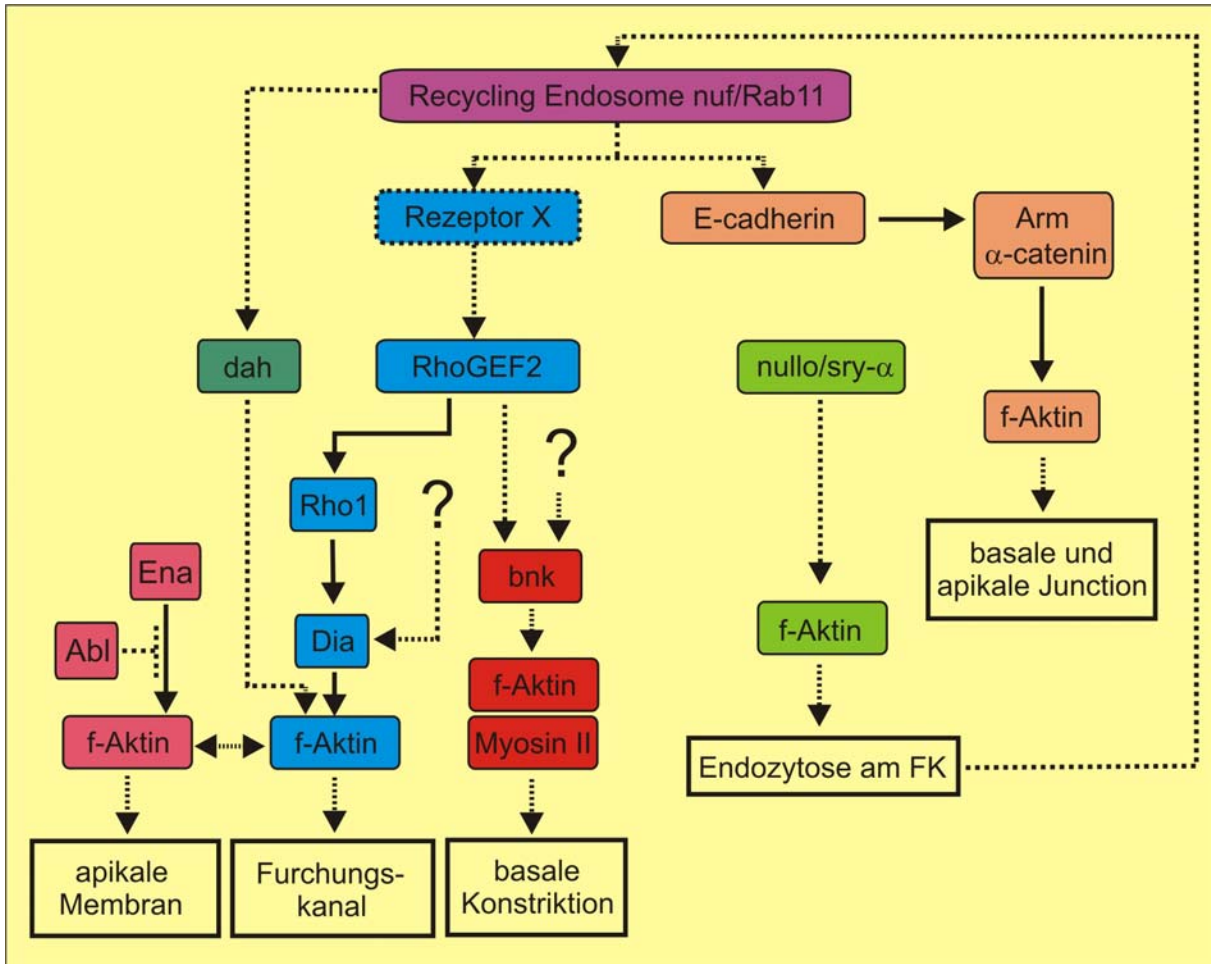 Recycling Endosome nuf/Rab11
Rezeptor X
E-cadherin
Arm
α-catenin
dah
RhoGEF2
nullo/sry-α
f-Aktin
?
?
Rho1
basale und
apikale Junction
Ena
bnk
f-Aktin
Abl
Dia
f-Aktin
Myosin II
f-Aktin
f-Aktin
Endozytose am FK
apikale
Membran
Furchungs-
kanal
basale
Konstriktion